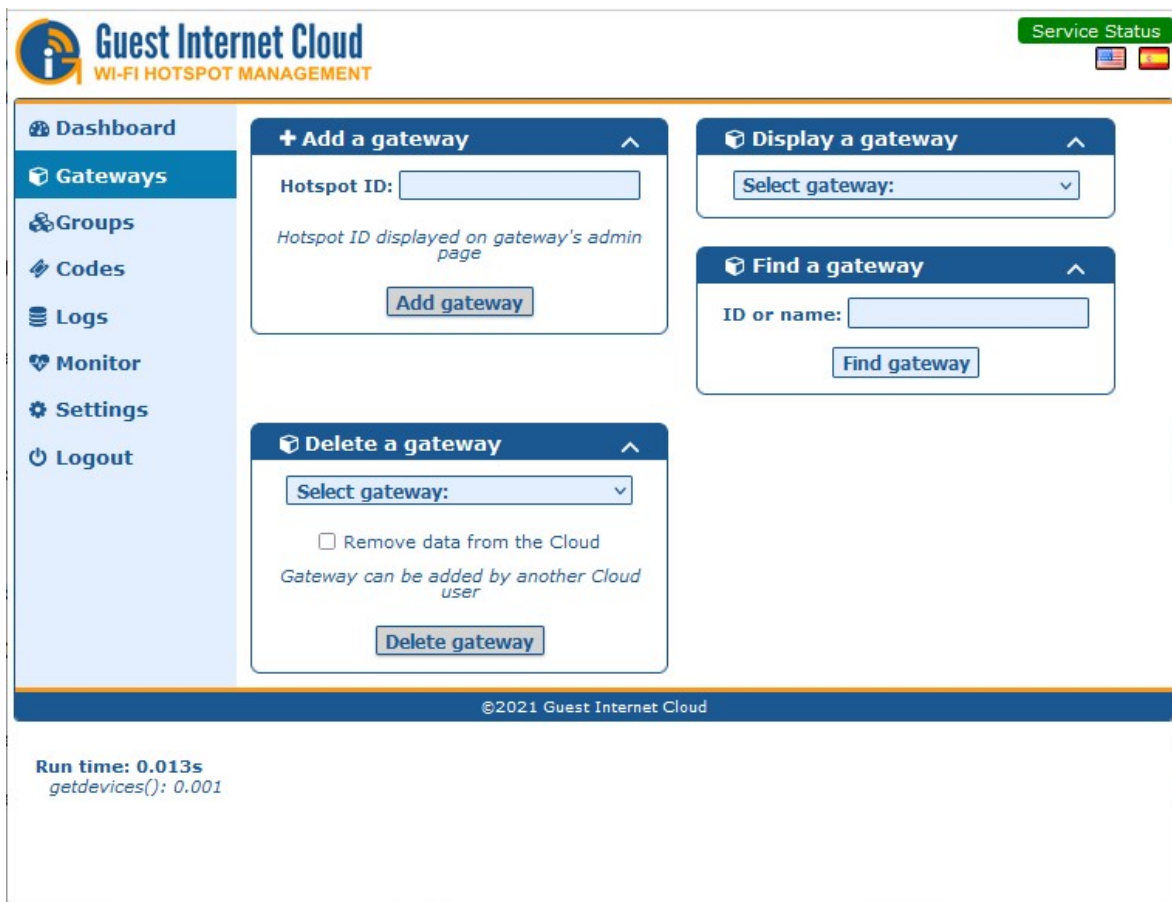 Guest Internet Cloud
WI-FI HOTSPOT MANAGEMENT
Service Status
Dashboard
Gateways
Groups
Codes
Logs
Monitor
Settings
Logout
Add a gateway
Hotspot ID:
Hotspot ID displayed on gateway's admin
page
Add gateway
Display a gateway
Select gateway:
Find a gateway
ID or name:
Find gateway
Delete a gateway
Select gateway:
Remove data from the Cloud
Gateway can be added by another Cloud
user
Delete gateway
©2021 Guest Internet Cloud
Run time: 0.013s
getdevices(): 0.001